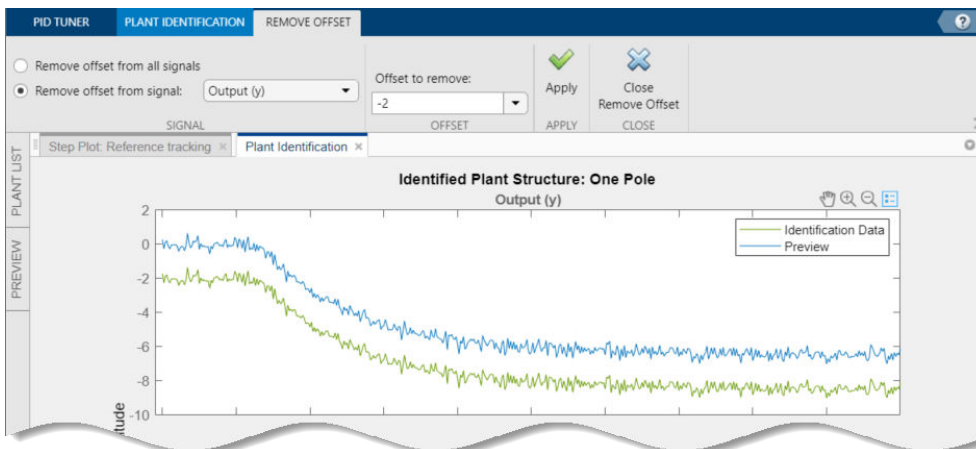 PID TUNER PLANT IDENTIFICATION REMOVE OFFSET
?
Remove offset from all signals
Remove offset from signal: Output (y)
SIGNAL
Offset to remove:
-2
OFFSET
Apply
APPLY
Close
Remove Offset
CLOSE
PLANT LIST
PREVIEW
Step Plot: Reference tracking ×
Plant Identification ×
Identified Plant Structure: One Pole
Output (y)
Identification Data
Preview
2
0
-2
-4
-6
-8
-10